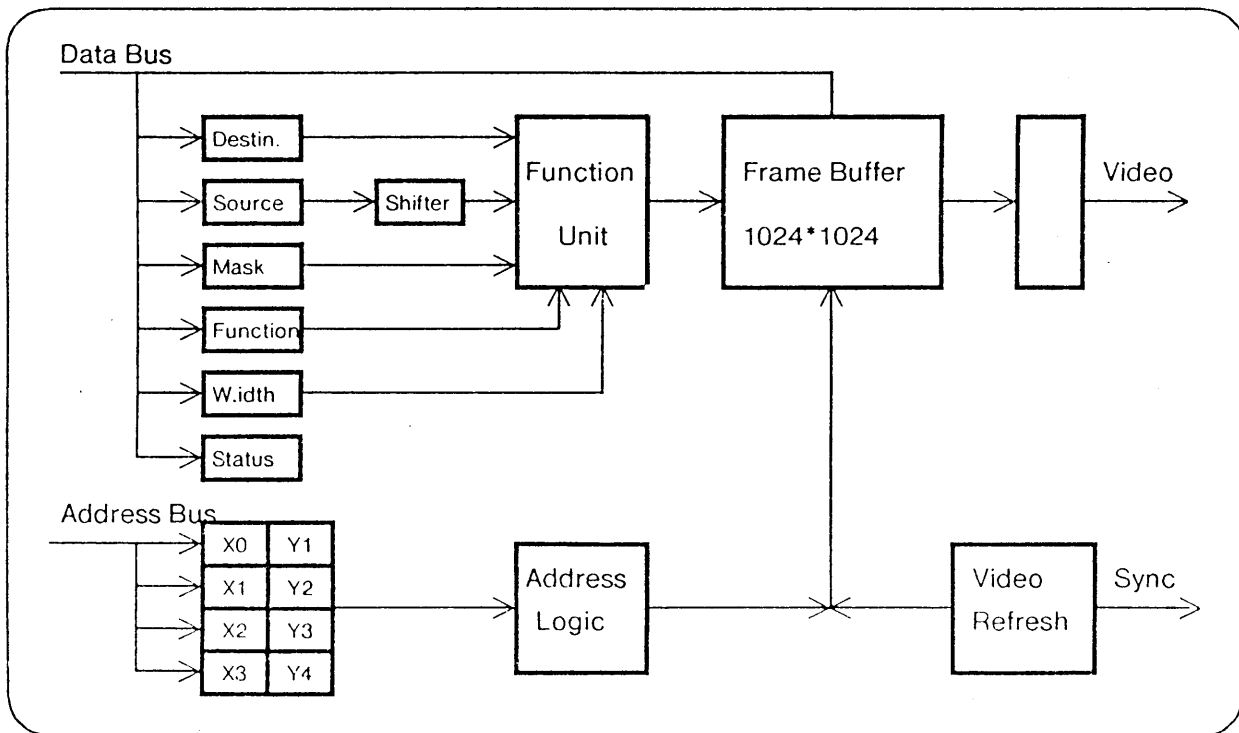 Data Bus
Destin.
Source
Shifter
Mask
Function
W.idth
Status
Function
Unit
Frame Buffer
1024*1024
Video
Address Bus
X0 Y1
X1 Y2
X2 Y3
X3 Y4
Address
Logic
Video
Refresh
Sync